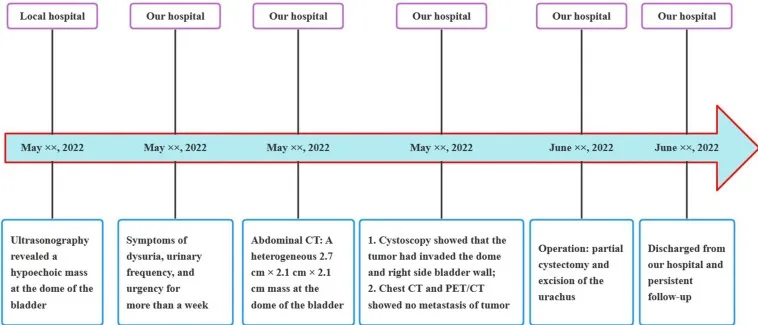 Local hospital
Our hospital
Our hospital
Our hospital
Our hospital
Our hospital
May ××, 2022
May ××, 2022
May ××, 2022
May ××, 2022
June ××, 2022
June ××, 2022
Ultrasonography
revealed a
hypoechoic mass
at the dome of the
bladder
Symptoms of
dysuria, urinary
frequency, and
urgency for
more than a week
Abdominal CT: A
heterogeneous 2.7
cm × 2.1 cm × 2.1
cm mass at the
dome of the bladder
1. Cystoscopy showed that the
tumor had invaded the dome
and right side bladder wall;
2. Chest CT and PET/CT
showed no metastasis of tumor
Operation: partial
cystectomy and
excision of the
urachus
Discharged from
our hospital and
persistent
follow-up